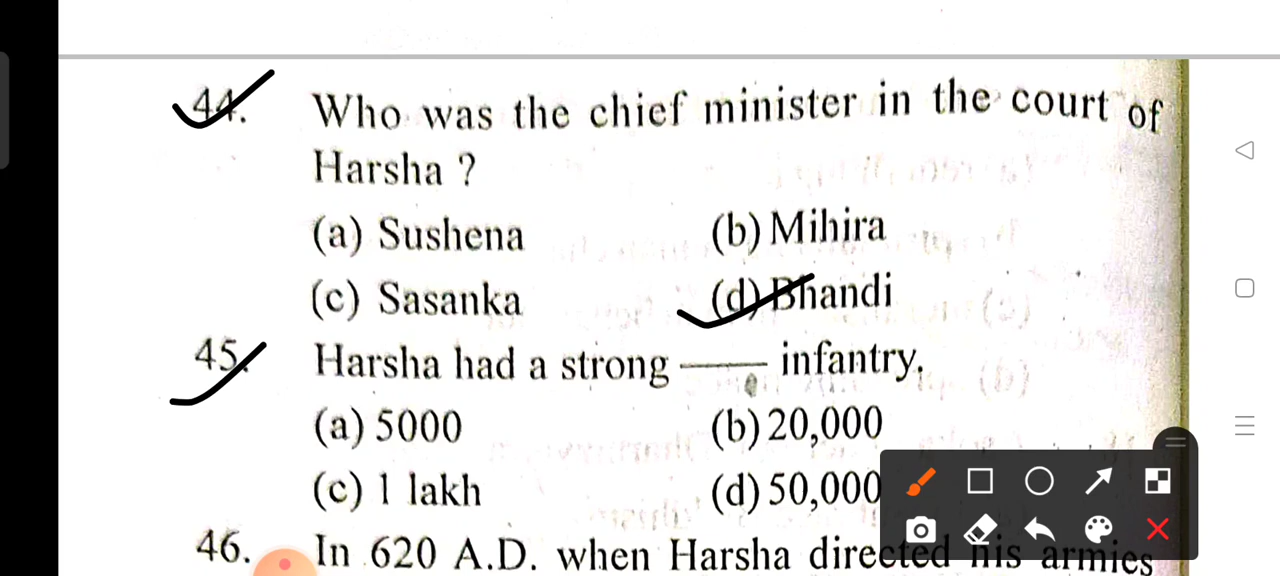 44. Who was the chief minister in the court of
Harsha ?
(a) Sushena (b) Mihira
(c) Sasanka (d) Bhandi
45. Harsha had a strong —— infantry.
(a) 5000 (b) 20,000
(c) 1 lakh (d) 50,000
46. In 620 A.D. when Harsha directed his armies